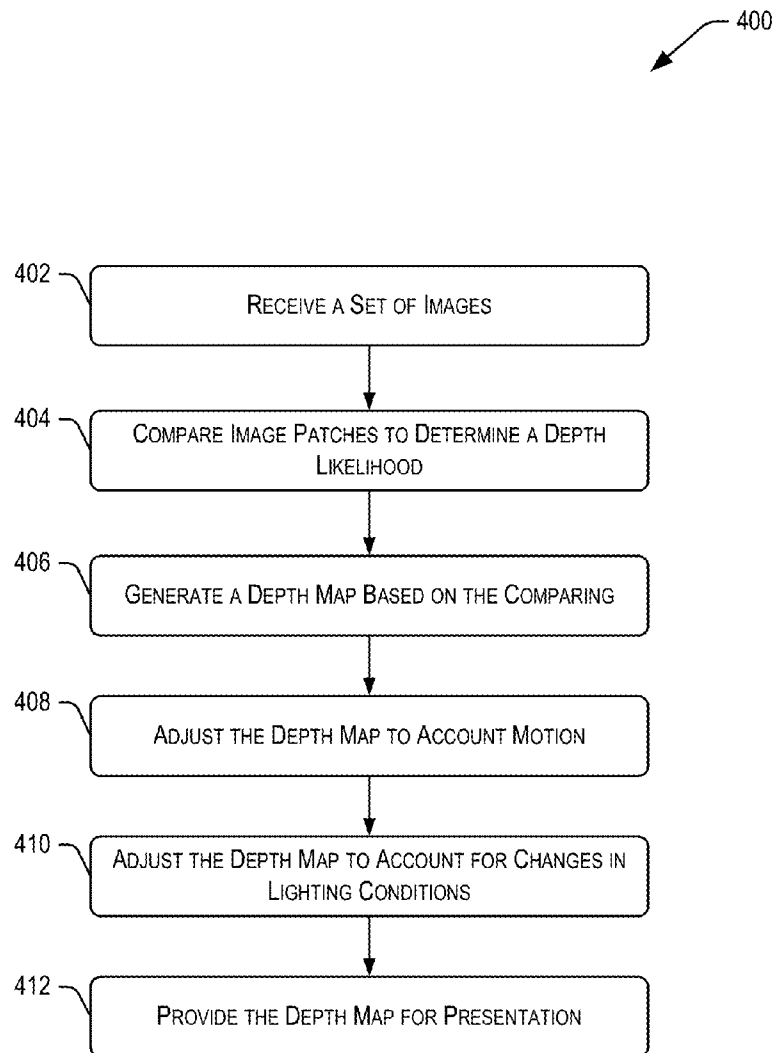 400
402
RECEIVE A SET OF IMAGES
404
COMPARE IMAGE PATCHES TO DETERMINE A DEPTH
LIKELIHOOD
406
GENERATE A DEPTH MAP BASED ON THE COMPARING
408
ADJUST THE DEPTH MAP TO ACCOUNT MOTION
410
ADJUST THE DEPTH MAP TO ACCOUNT FOR CHANGES IN
LIGHTING CONDITIONS
412
PROVIDE THE DEPTH MAP FOR PRESENTATION